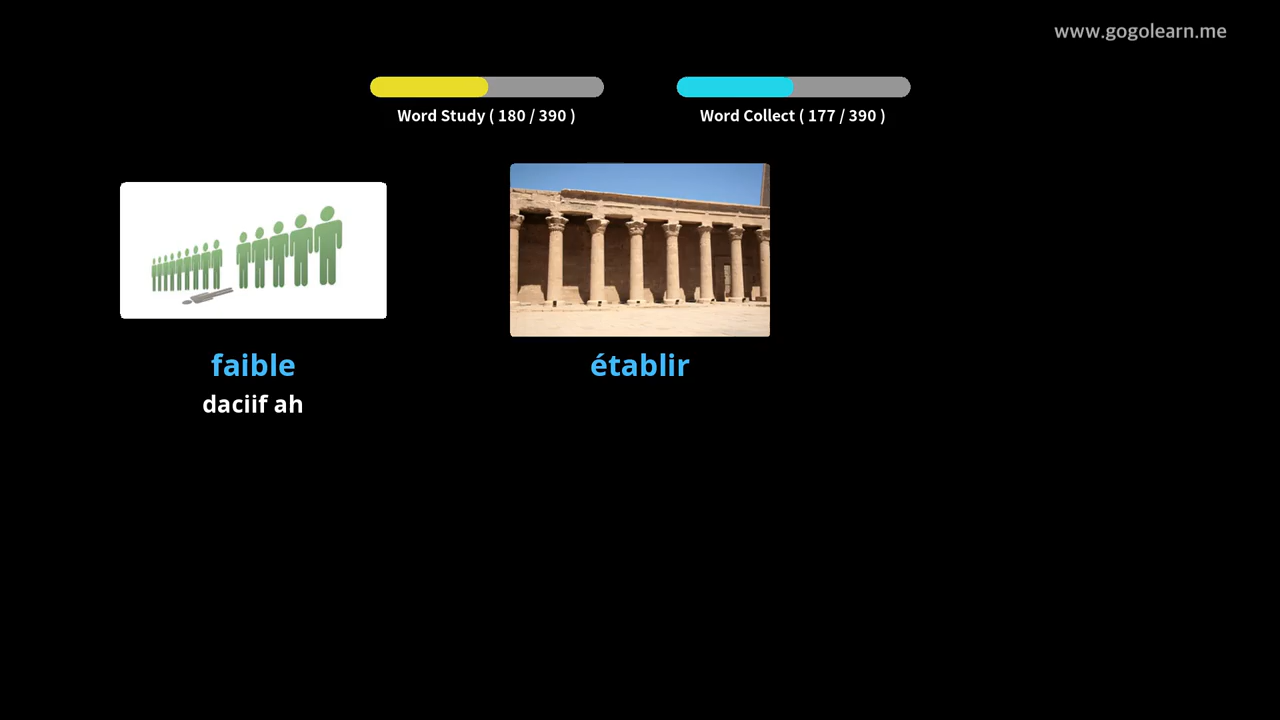 www.gogolearn.me
Word Study ( 180 / 390 )
Word Collect ( 177 / 390 )
faible
daciif ah
établir